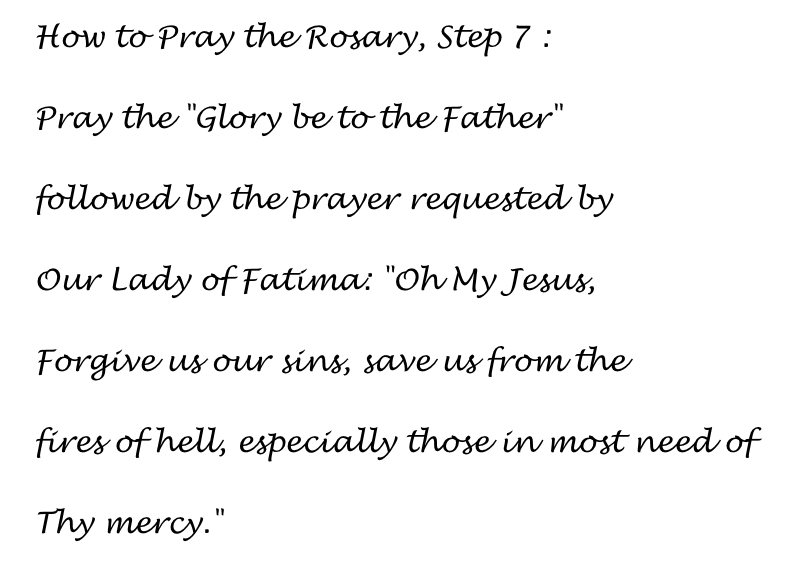 How to Pray the Rosary, Step 7 :
Pray the "Glory be to the Father"
followed by the prayer requested by
Our Lady of Fatima: "Oh My Jesus,
Forgive us our sins, save us from the
fires of hell, especially those in most need of
Thy mercy."